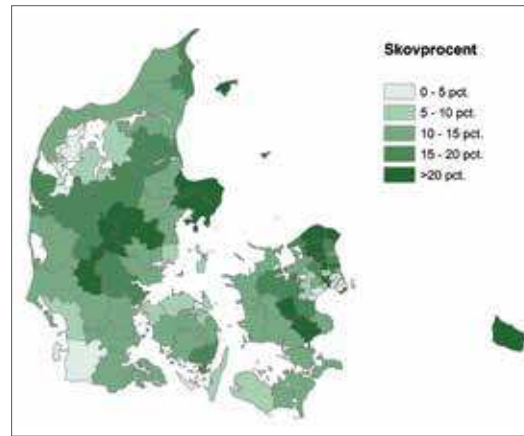 Skovprocent
0 - 5 pct.
5 - 10 pct.
10 - 15 pct.
15 - 20 pct.
>20 pct.